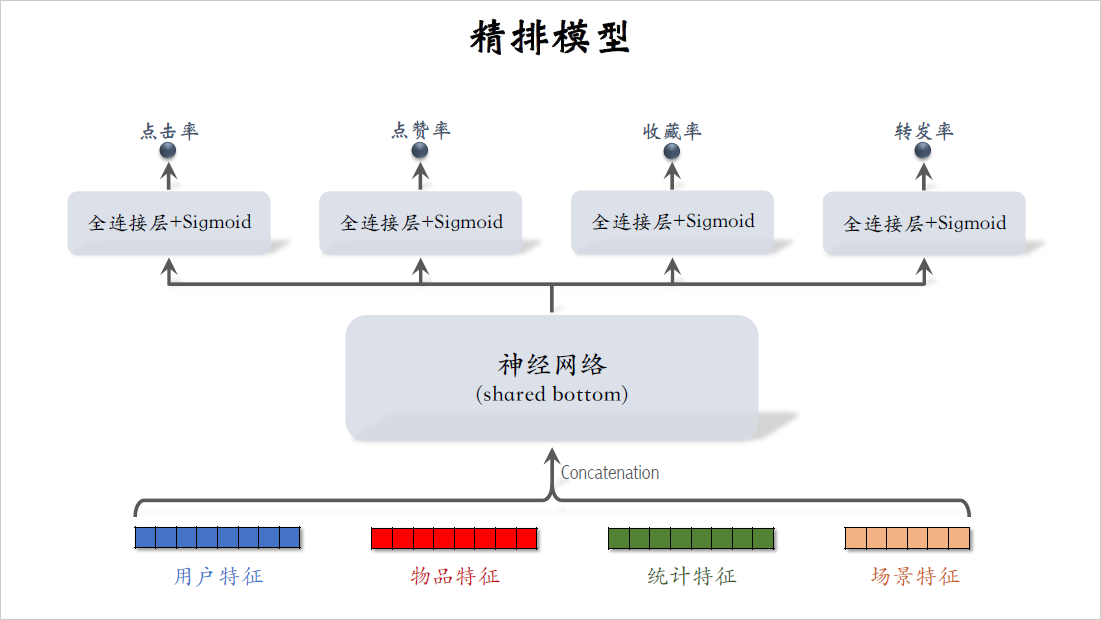 精排模型
点击率
点赞率
收藏率
转发率
全连接层+Sigmoid
全连接层+Sigmoid
全连接层+Sigmoid
全连接层+Sigmoid
神经网络
(shared bottom)
Concatenation
用户特征
物品特征
统计特征
场景特征